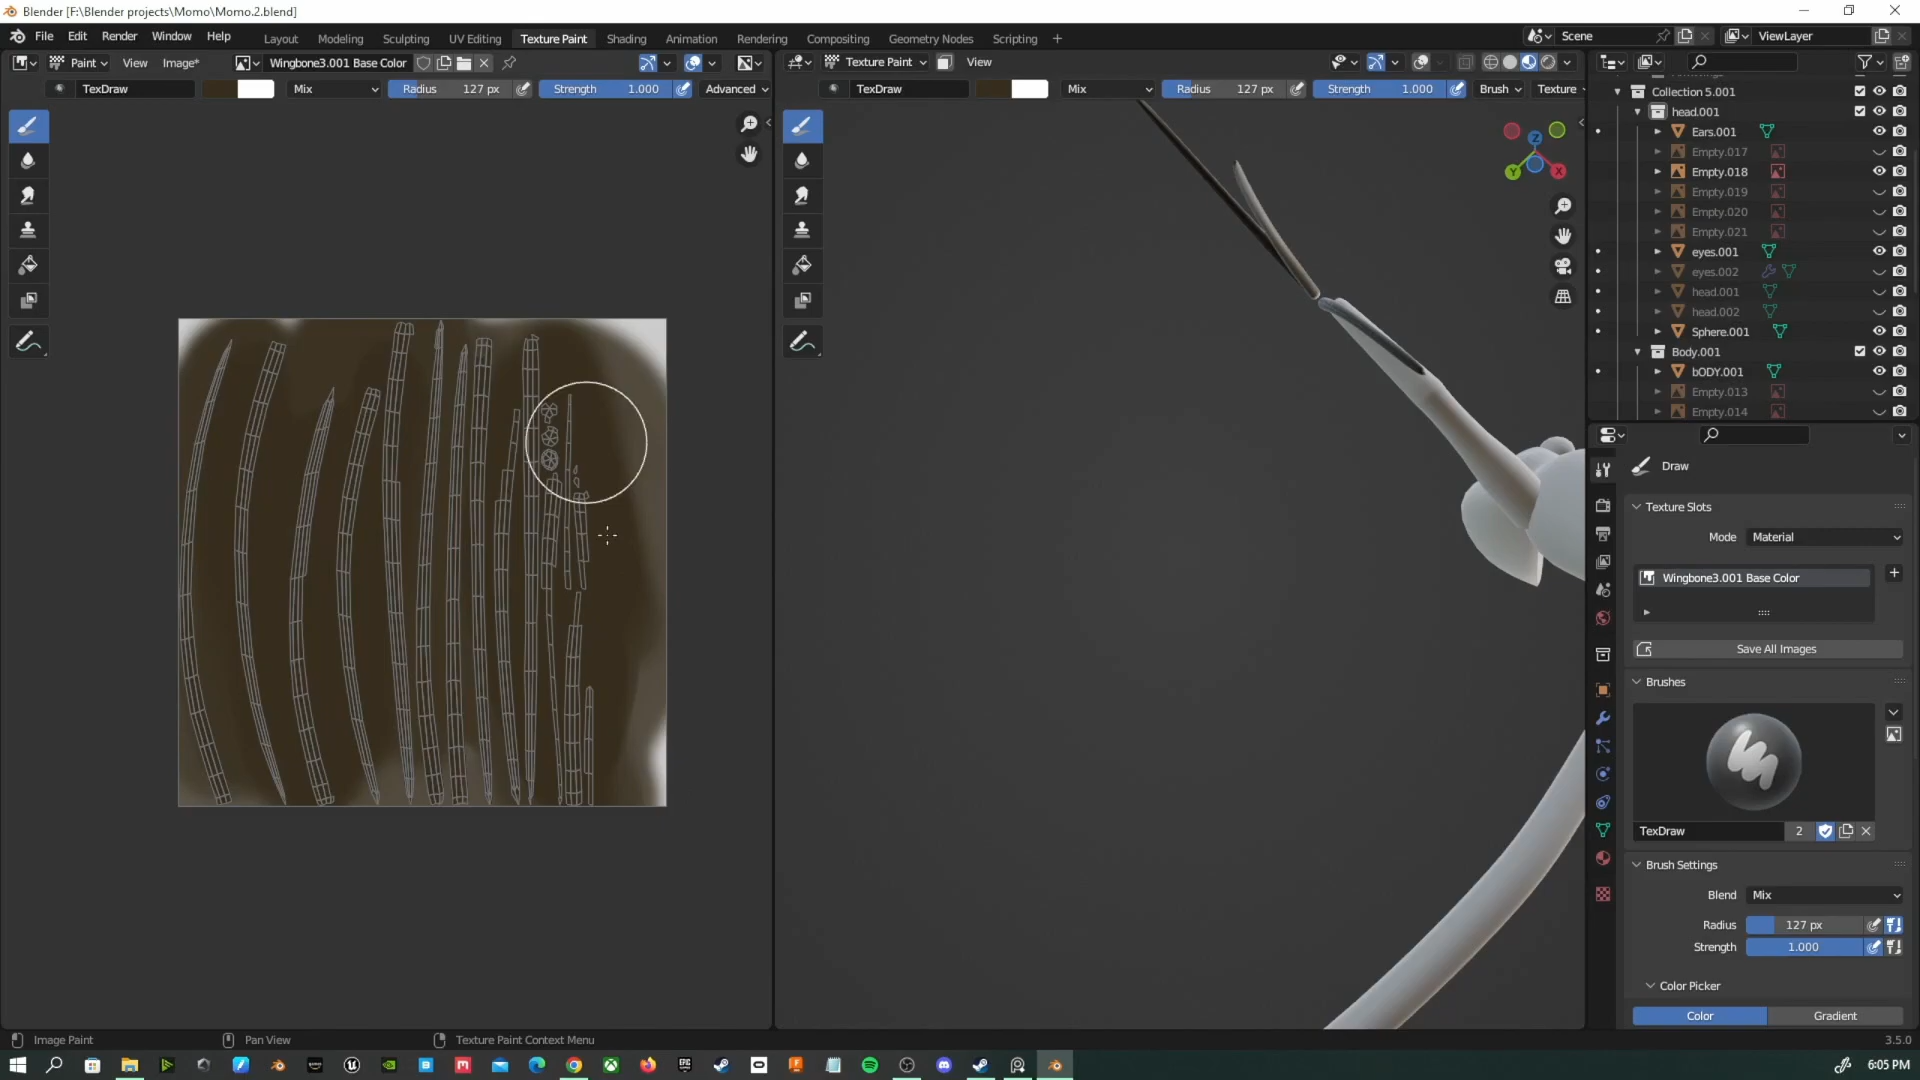 Blender [F:\Blender projects\Momo\Momo.2.blend]
File Edit Render Window Help Layout Modeling Sculpting UV Editing Texture Paint Shading Animation Rendering Compositing Geometry Nodes Scripting + Scene ViewLayer
Paint View Image* Wingbone3.001 Base Color Texture Paint View
TexDraw Mix Radius 127 px Strength 1.000 Advanced TexDraw Mix Radius 127 px Strength 1.000 Brush Texture
Collection 5.001
head.001
Ears.001
Empty.017
Empty.018
Empty.019
Empty.020
Empty.021
eyes.001
eyes.002
head.001
head.002
Sphere.001
Body.001
bODY.001
Empty.013
Empty.014
Z
Y X
Draw
Texture Slots
Mode Material
Wingbone3.001 Base Color
Save All Images
Brushes
TexDraw 2
Brush Settings
Blend Mix
Radius 127 px
Strength 1.000
Color Picker
Color Gradient
Image Paint Pan View Texture Paint Context Menu 3.5.0
6:05 PM